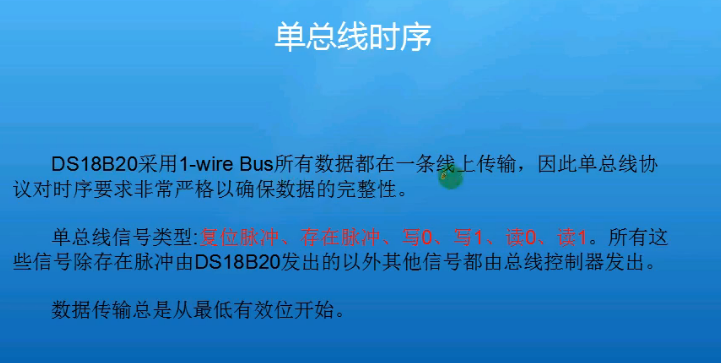 单总线时序
DS18B20采用1-wire Bus所有数据都在一条线上传输，因此单总线协
议对时序要求非常严格以确保数据的完整性。
单总线信号类型:复位脉冲、存在脉冲、写0、写1、读0、读1。所有这
些信号除存在脉冲由DS18B20发出的以外其他信号都由总线控制器发出。
数据传输总是从最低有效位开始。